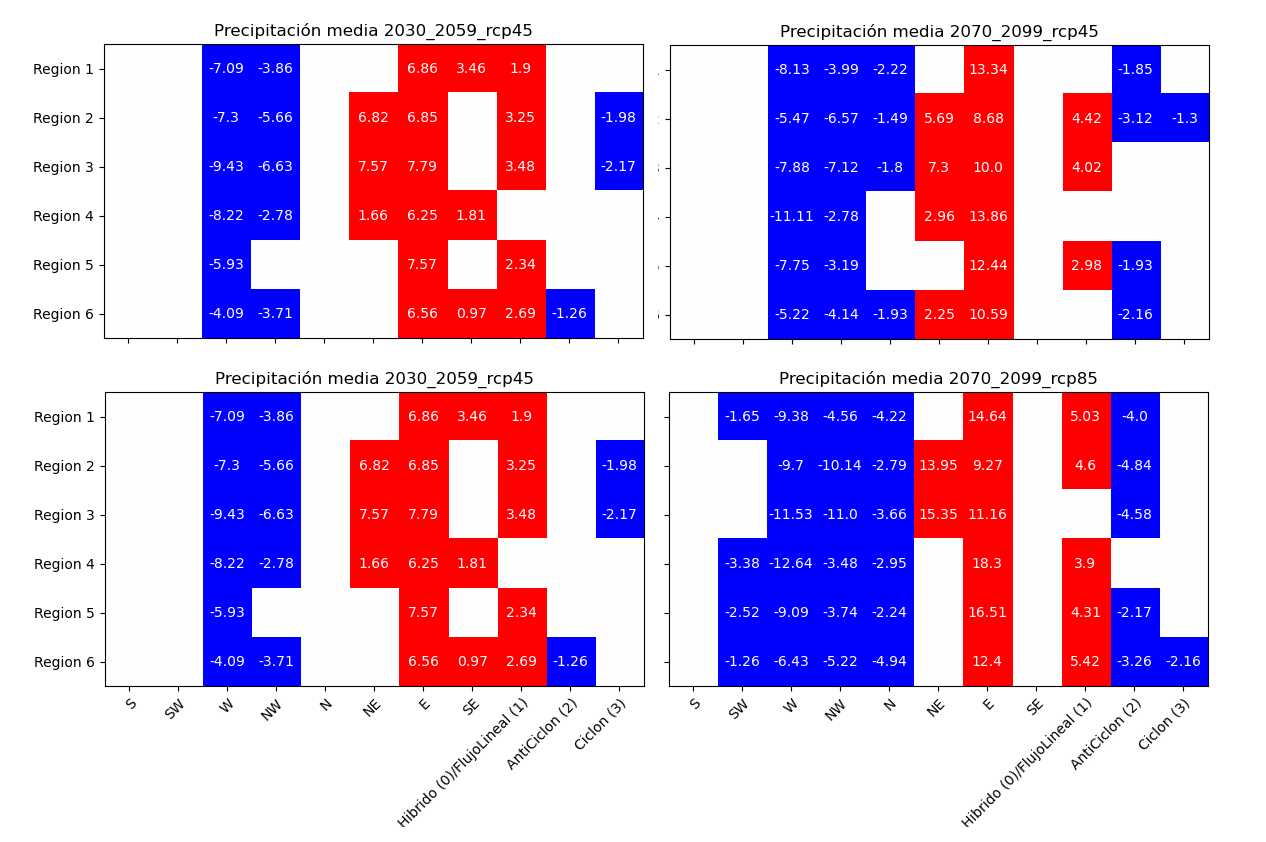 Precipitación media 2030_2059_rcp45
Region 1 -7.09 -3.86 6.86 3.46 1.9
Region 2 -7.3 -5.66 6.82 6.85 3.25 -1.98
Region 3 -9.43 -6.63 7.57 7.79 3.48 -2.17
Region 4 -8.22 -2.78 1.66 6.25 1.81
Region 5 -5.93 7.57 2.34
Region 6 -4.09 -3.71 6.56 0.97 2.69 -1.26
Precipitación media 2070_2099_rcp45
-8.13 -3.99 -2.22 13.34 -1.85
-5.47 -6.57 -1.49 5.69 8.68 4.42 -3.12 -1.3
-7.88 -7.12 -1.8 7.3 10.0 4.02
-11.11 -2.78 2.96 13.86
-7.75 -3.19 12.44 2.98 -1.93
-5.22 -4.14 -1.93 2.25 10.59 -2.16
Precipitación media 2030_2059_rcp45
Region 1 -7.09 -3.86 6.86 3.46 1.9
Region 2 -7.3 -5.66 6.82 6.85 3.25 -1.98
Region 3 -9.43 -6.63 7.57 7.79 3.48 -2.17
Region 4 -8.22 -2.78 1.66 6.25 1.81
Region 5 -5.93 7.57 2.34
Region 6 -4.09 -3.71 6.56 0.97 2.69 -1.26
S SW W NW N NE E SE Hibrido (0)/FlujoLineal (1) AntiCiclon (2) Ciclon (3)
Precipitación media 2070_2099_rcp85
-1.65 -9.38 -4.56 -4.22 14.64 5.03 -4.0
-9.7 -10.14 -2.79 13.95 9.27 4.6 -4.84
-11.53 -11.0 -3.66 15.35 11.16 -4.58
-3.38 -12.64 -3.48 -2.95 18.3 3.9
-2.52 -9.09 -3.74 -2.24 16.51 4.31 -2.17
-1.26 -6.43 -5.22 -4.94 12.4 5.42 -3.26 -2.16
S SW W NW N NE E SE Hibrido (0)/FlujoLineal (1) AntiCiclon (2) Ciclon (3)